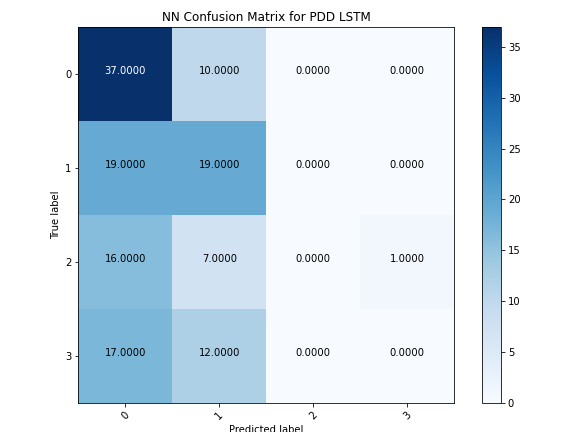 NN Confusion Matrix for PDD LSTM
0 37.0000 10.0000 0.0000 0.0000
1 19.0000 19.0000 0.0000 0.0000
2 16.0000 7.0000 0.0000 1.0000
3 17.0000 12.0000 0.0000 0.0000
0 1 2 3
True label
Predicted label
35
30
25
20
15
10
5
0